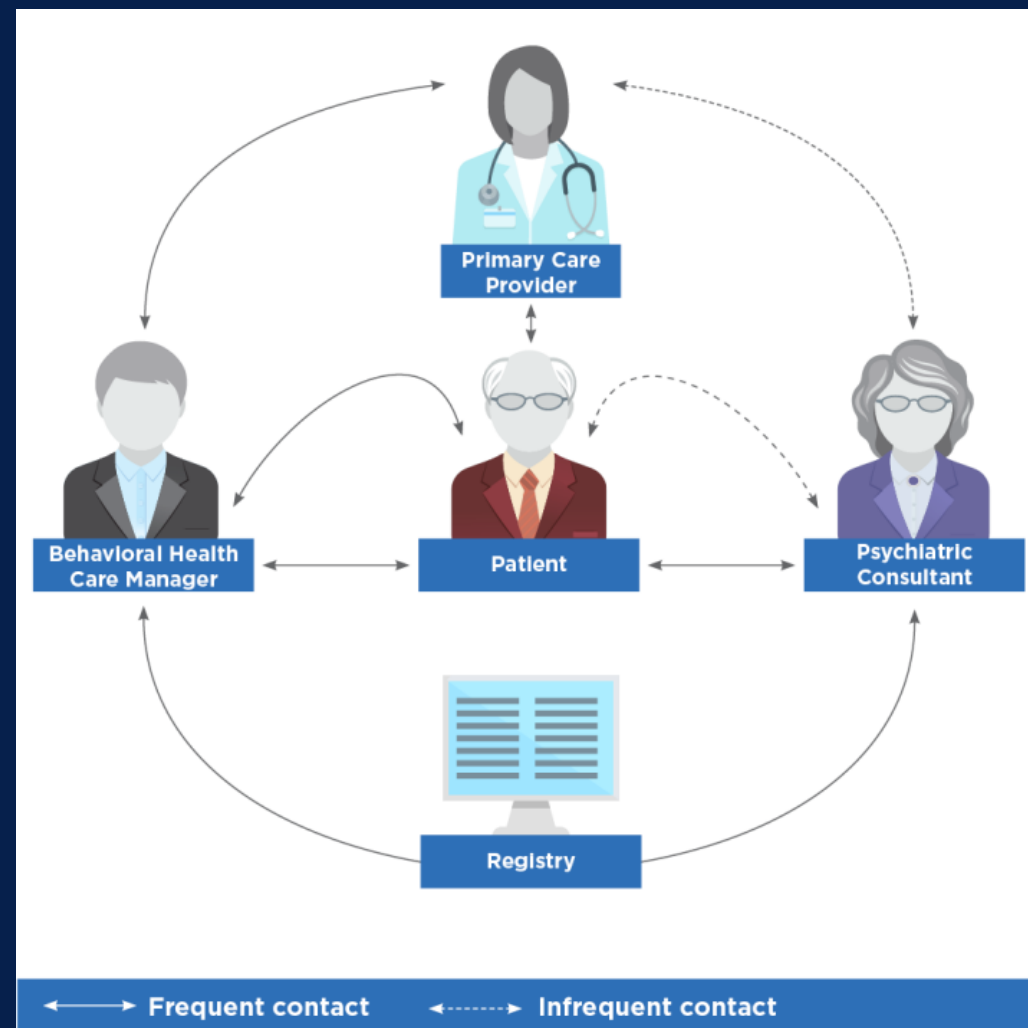 Primary Care
Provider
Behavioral Health
Care Manager
Patient
Psychiatric
Consultant
Registry
Frequent contact
Infrequent contact